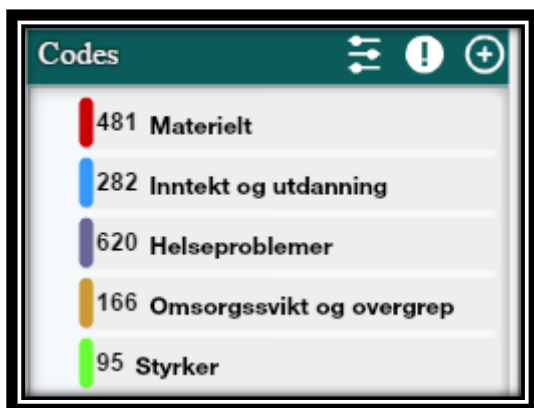 Codes
481 Materielt
282 Inntekt og utdanning
620 Helseproblemer
166 Omsorgssvikt og overgrep
95 Styrker